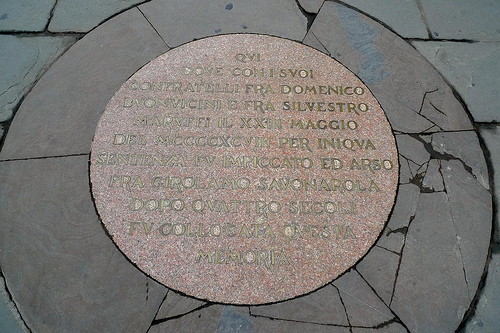 QVI
DOVE CON I SVOI
CONFRATELLI FRA DOMENICO
BVONVICINI E FRA SILVESTRO
MARVFFI IL XXIII MAGGIO
DEL MCCCCXCVIII PER INIQVA
SENTENZA FV IMPICCATO ED ARSO
FRA GIROLAMO SAVONAROLA
DOPO QVATTRO SECOLI
FV COLLOCATA QVESTA
MEMORIA